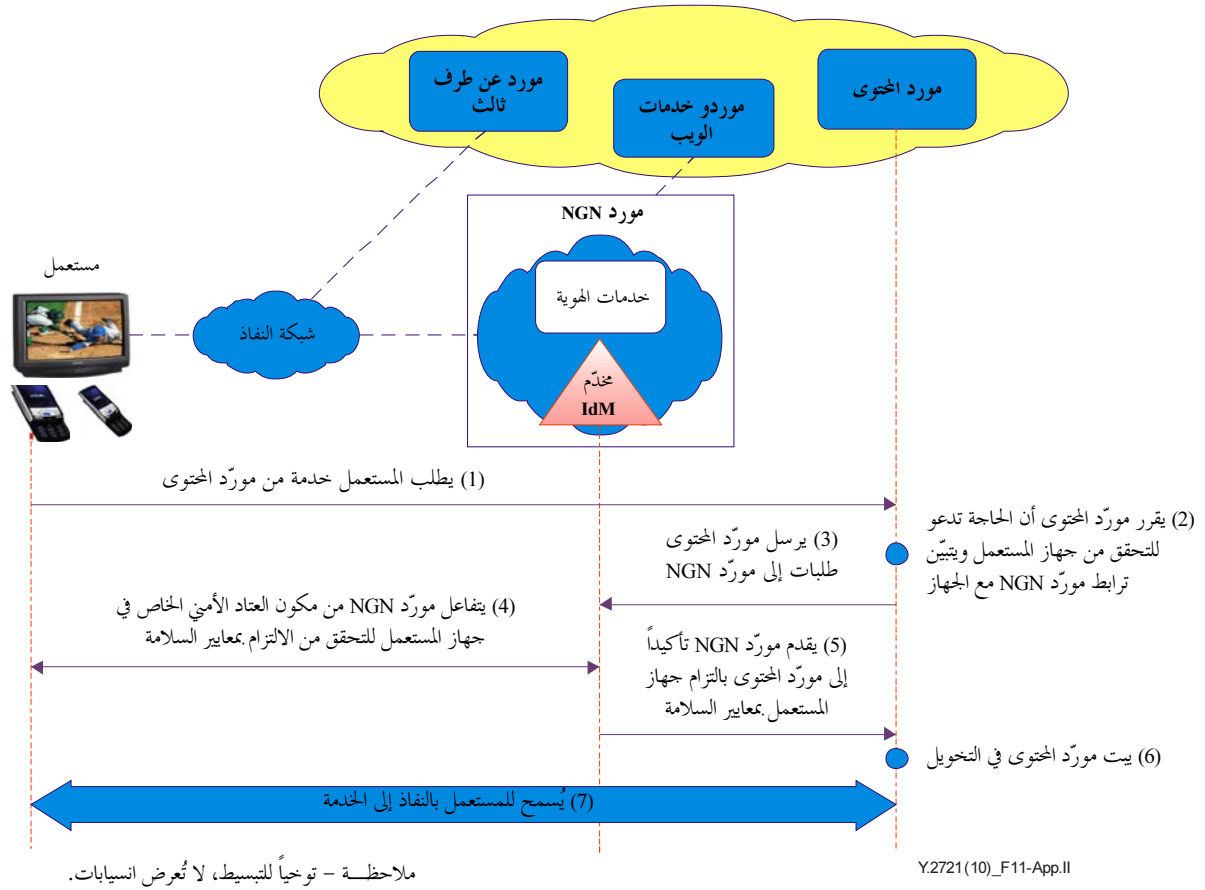 مورد عن طرف
ثالث
موردو خدمات
الويب
مورد المحتوى
مورد NGN
مستعمل
خدمات الهوية
شبكة النفاذ
مخدّم
IdM
(1) يطلب المستعمل خدمة من مورّد المحتوى
(2) يقرر مورّد المحتوى أن الحاجة تدعو
للتحقق من جهاز المستعمل ويتبيّن
ترابط مورّد NGN مع الجهاز
(3) يرسل مورّد المحتوى
طلبات إلى مورّد NGN
(4) يتفاعل مورّد NGN من مكون العتاد الأمني الخاص في
جهاز المستعمل للتحقق من الالتزام بمعايير السلامة
(5) يقدم مورّد NGN تأكيداً
إلى مورّد المحتوى بالتزام جهاز
المستعمل بمعايير السلامة
(6) يبت مورّد المحتوى في التخويل
(7) يُسمح للمستعمل بالنفاذ إلى الخدمة
ملاحظـــة – توخياً للتبسيط، لا تُعرض انسيابات.
Y.2721(10)_F11-App.II